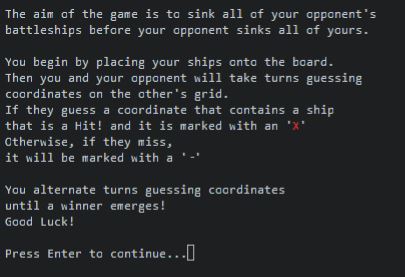 The aim of the game is to sink all of your opponent's
battleships before your opponent sinks all of yours.
You begin by placing your ships onto the board.
Then you and your opponent will take turns guessing
coordinates on the other's grid.
If they guess a coordinate that contains a ship
that is a Hit! and it is marked with an 'X'
Otherwise, if they miss,
it will be marked with a '-'
You alternate turns guessing coordinates
until a winner emerges!
Good Luck!
Press Enter to continue...